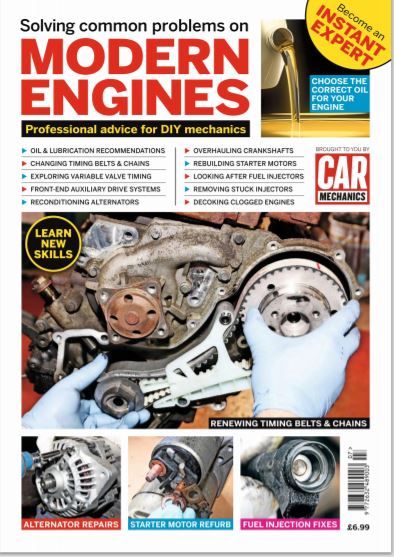 Solving common problems on
MODERN
ENGINES
Professional advice for DIY mechanics
Become an
INSTANT
EXPERT
CHOOSE THE
CORRECT OIL
FOR YOUR
ENGINE
OIL & LUBRICATION RECOMMENDATIONS
CHANGING TIMING BELTS & CHAINS
EXPLORING VARIABLE VALVE TIMING
FRONT-END AUXILIARY DRIVE SYSTEMS
RECONDITIONING ALTERNATORS
OVERHAULING CRANKSHAFTS
REBUILDING STARTER MOTORS
LOOKING AFTER FUEL INJECTORS
REMOVING STUCK INJECTORS
DECOKING CLOGGED ENGINES
BROUGHT TO YOU BY
CAR
MECHANICS
LEARN
NEW
SKILLS
RENEWING TIMING BELTS & CHAINS
ALTERNATOR REPAIRS
STARTER MOTOR REFURB
FUEL INJECTION FIXES
07
9 772632 489003
£6.99